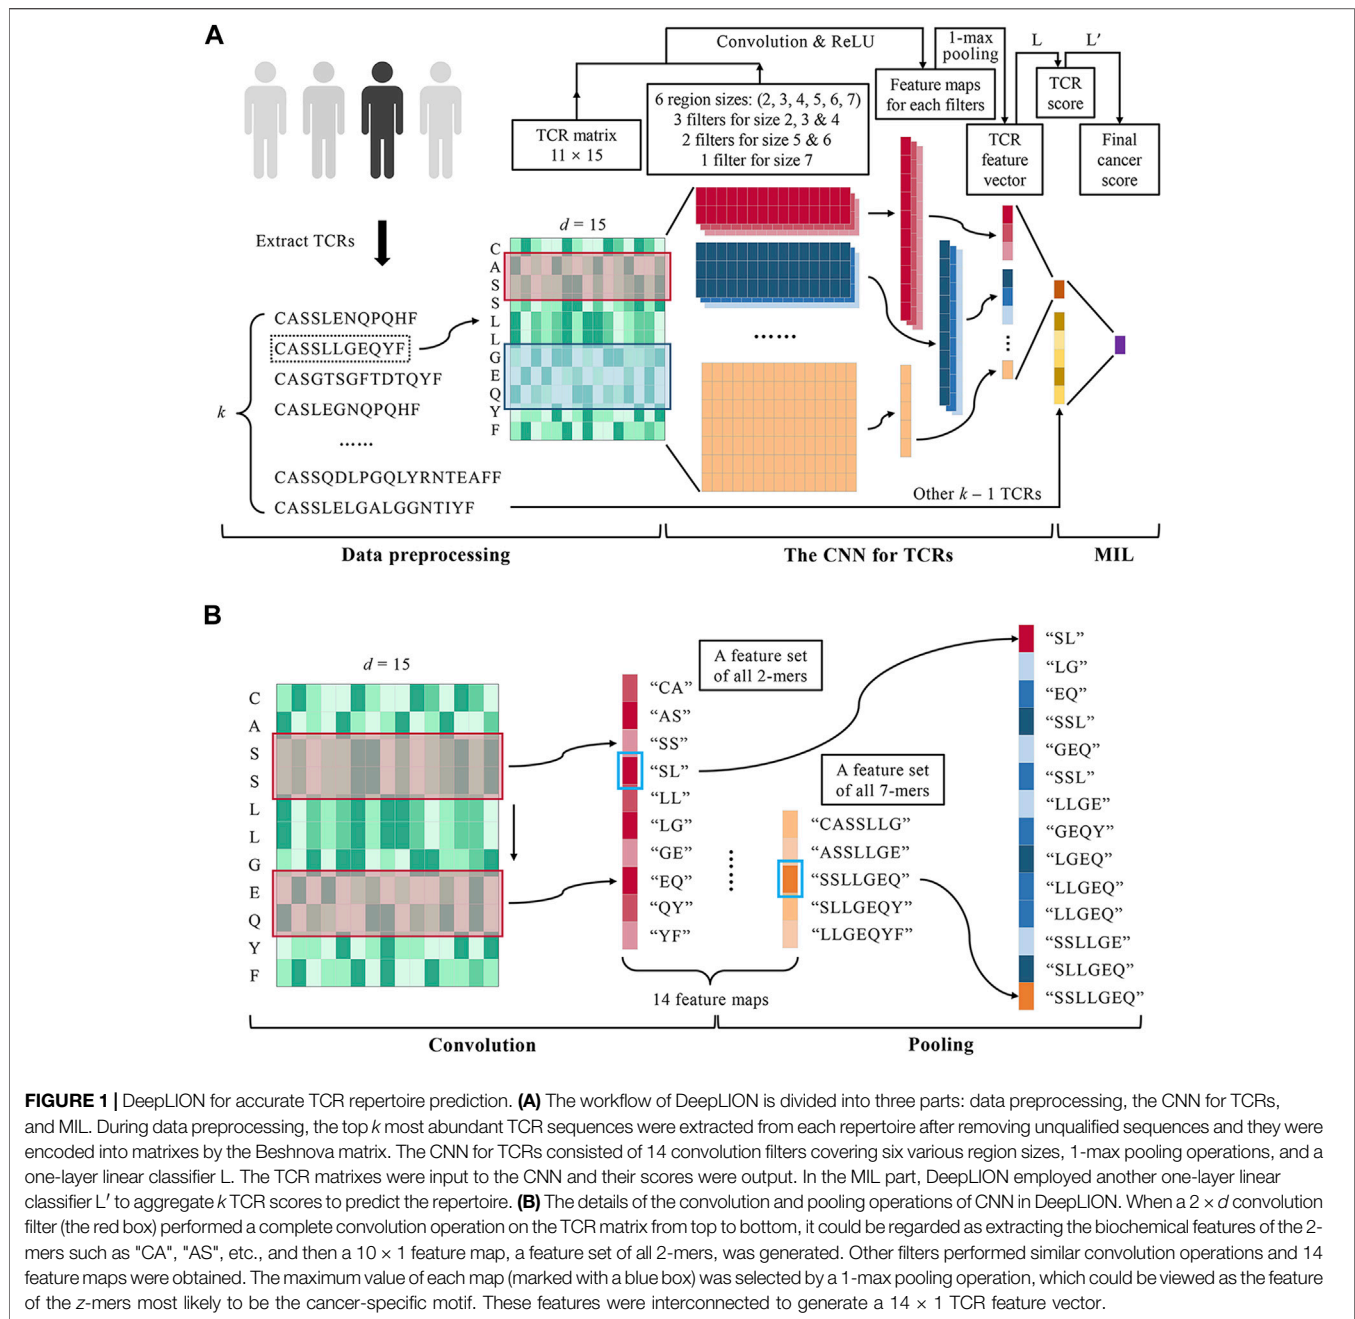 A
Convolution & ReLU
1-max
pooling
L
L′
6 region sizes: (2, 3, 4, 5, 6, 7)
3 filters for size 2, 3 & 4
2 filters for size 5 & 6
1 filter for size 7
Feature maps
for each filters
TCR
score
TCR matrix
11 × 15
TCR
feature
vector
Final
cancer
score
Extract TCRs
d = 15
C
A
S
S
L
L
G
E
Q
Y
F
k
CASSLENQPQHF
CASSLLGEQYF
CASGTSGFTDTQYF
CASLEGNQPQHF
......
CASSQDLPGQLYRNTEAFF
CASSLELGALGGNTIYF
......
Other k – 1 TCRs
Data preprocessing
The CNN for TCRs
MIL
B
d = 15
C
A
S
S
L
L
G
E
Q
Y
F
A feature set
of all 2-mers
“CA”
“AS”
“SS”
“SL”
“LL”
“LG”
“GE”
“EQ”
“QY”
“YF”
A feature set
of all 7-mers
“CASSLLG”
“ASSLLGE”
“SSLLGEQ”
“SLLGEQY”
“LLGEQYF”
14 feature maps
“SL”
“LG”
“EQ”
“SSL”
“GEQ”
“SSL”
“LLGE”
“GEQY”
“LGEQ”
“LLGEQ”
“LLGEQ”
“SSLLGE”
“SLLGEQ”
“SSLLGEQ”
Convolution
Pooling
FIGURE 1 | DeepLION for accurate TCR repertoire prediction. (A) The workflow of DeepLION is divided into three parts: data preprocessing, the CNN for TCRs,
and MIL. During data preprocessing, the top k most abundant TCR sequences were extracted from each repertoire after removing unqualified sequences and they were
encoded into matrixes by the Beshnova matrix. The CNN for TCRs consisted of 14 convolution filters covering six various region sizes, 1-max pooling operations, and a
one-layer linear classifier L. The TCR matrixes were input to the CNN and their scores were output. In the MIL part, DeepLION employed another one-layer linear
classifier L′ to aggregate k TCR scores to predict the repertoire. (B) The details of the convolution and pooling operations of CNN in DeepLION. When a 2 × d convolution
filter (the red box) performed a complete convolution operation on the TCR matrix from top to bottom, it could be regarded as extracting the biochemical features of the 2-
mers such as "CA", "AS", etc., and then a 10 × 1 feature map, a feature set of all 2-mers, was generated. Other filters performed similar convolution operations and 14
feature maps were obtained. The maximum value of each map (marked with a blue box) was selected by a 1-max pooling operation, which could be viewed as the feature
of the z-mers most likely to be the cancer-specific motif. These features were interconnected to generate a 14 × 1 TCR feature vector.